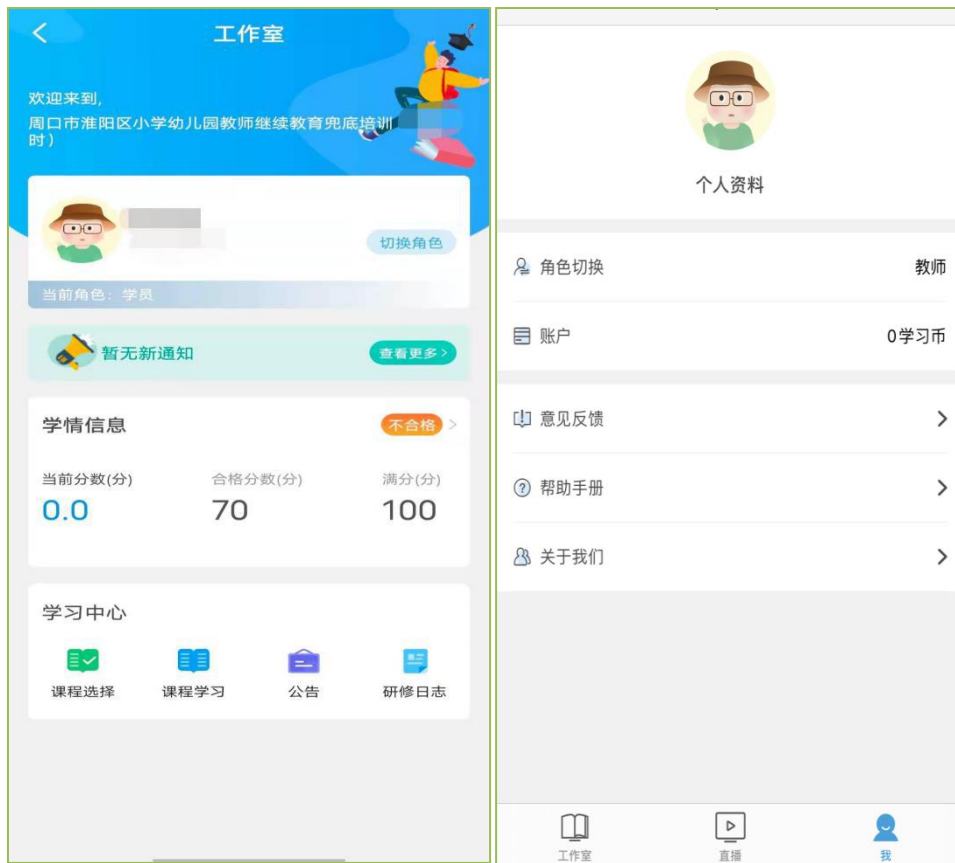 工作室
欢迎来到,
周口市淮阳区小学幼儿园教师继续教育兜底培训
时）
切换角色
当前角色：学员
暂无新通知
查看更多>
学情信息
不合格
当前分数(分)
合格分数(分)
满分(分)
0.0
70
100
学习中心
课程选择
课程学习
公告
研修日志
个人资料
角色切换
教师
账户
0学习币
意见反馈
帮助手册
关于我们
工作室
直播
我